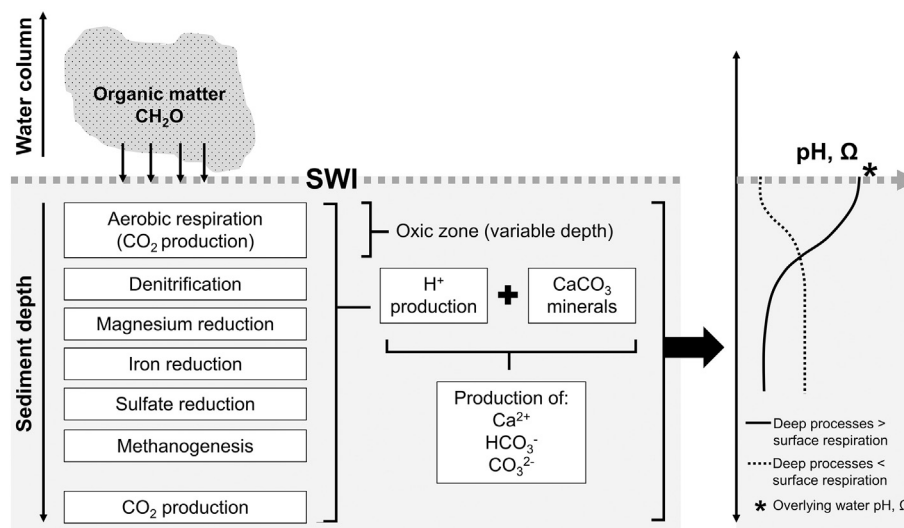 Water column
Organic matter
CH₂O
SWI
pH, Ω
*
Sediment depth
Aerobic respiration
(CO₂ production)
Oxic zone (variable depth)
Denitrification
Magnesium reduction
Iron reduction
Sulfate reduction
Methanogenesis
CO₂ production
H⁺
production
+
CaCO₃
minerals
Production of:
Ca²⁺
HCO₃⁻
CO₃²⁻
Deep processes >
surface respiration)
Deep processes <
surface respiration)
* Overlying water pH, Ω